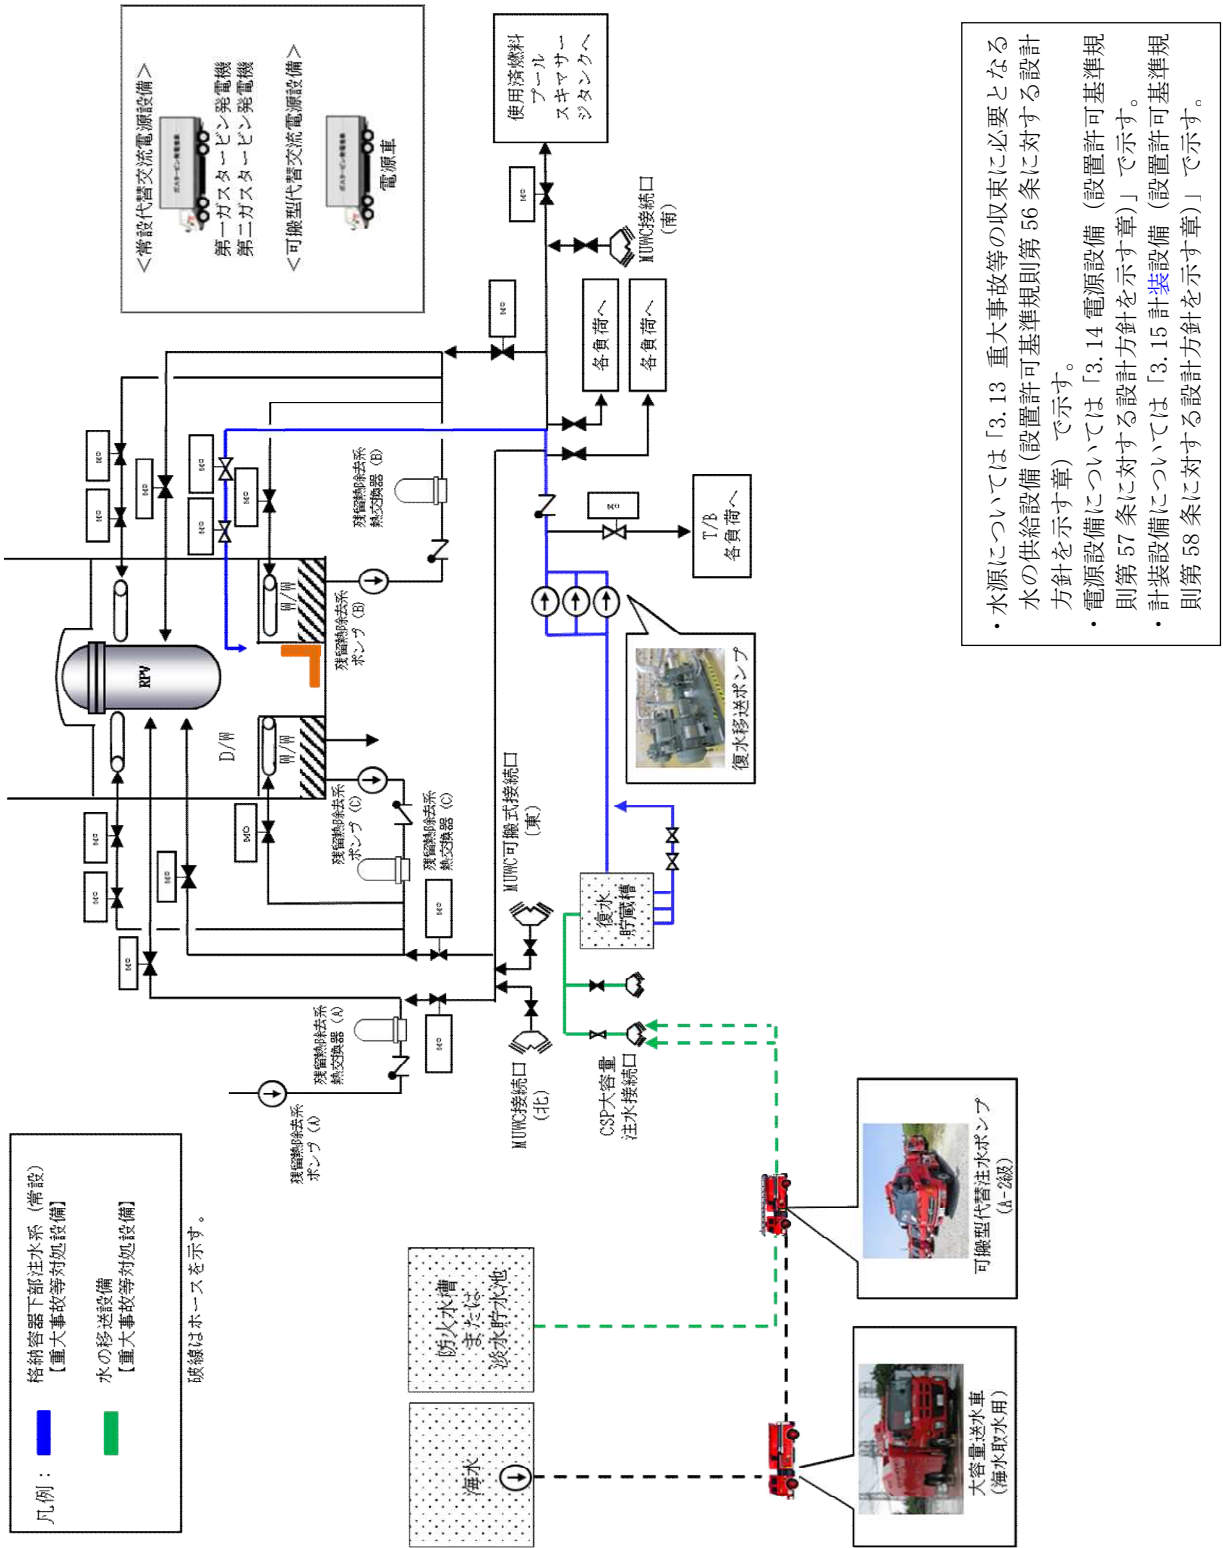 凡例：
格納容器下部注水系（常設）
【重大事故等対処設備】
水の移送設備
【重大事故等対処設備】
破線はホースを示す。
＜常設代替交流電源設備＞
第一ガスタービン発電機
第二ガスタービン発電機
＜可搬型代替交流電源設備＞
電源車
使用済燃料
プール
スキマサー
ジタンクへ
MUWC接続口
（南）
各負荷へ
各負荷へ
T/B
各負荷へ
RPV
D/W
W/W
W/W
残留熱除去系
熱交換器（B）
残留熱除去系
ポンプ（B）
残留熱除去系
ポンプ（C）
残留熱除去系
熱交換器（C）
残留熱除去系
熱交換器（A）
残留熱除去系
ポンプ（A）
MUWC可搬式接続口
（東）
MUWC接続口
（北）
復水移送ポンプ
復水
貯蔵槽
CSP大容量
注水接続口
防火水槽
または
淡水貯水池
海水
可搬型代替注水ポンプ
（A-2級）
大容量送水車
（海水取水用）
・水源については「3.13 重大事故等の収束に必要となる
水の供給設備（設置許可基準規則第 56 条に対する設計
方針を示す章）で示す。
・電源設備については「3.14 電源設備（設置許可基準規
則第 57 条に対する設計方針を示す章）」で示す。
・計装設備については「3.15 計装設備（設置許可基準規
則第 58 条に対する設計方針を示す章）」で示す。